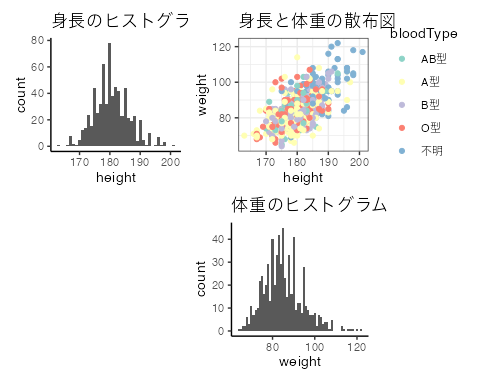 身長のヒストグラ
80
60
40
20
0
count
170 180 190 200
height
身長と体重の散布図
120
100
80
weight
170 180 190 200
height
bloodType
AB型
A型
B型
O型
不明
体重のヒストグラム
40
30
20
10
0
count
80 100 120
weight